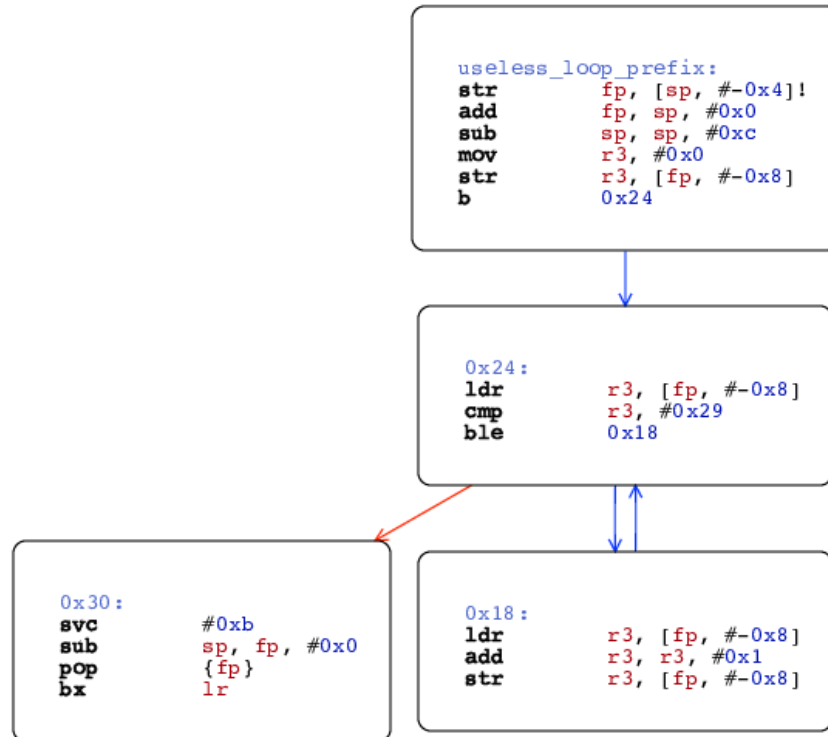 useless_loop_prefix:
str fp, [sp, #-0x4]!
add fp, sp, #0x0
sub sp, sp, #0xc
mov r3, #0x0
str r3, [fp, #-0x8]
b 0x24
0x24:
ldr r3, [fp, #-0x8]
cmp r3, #0x29
ble 0x18
0x30:
svc #0xb
sub sp, fp, #0x0
pop {fp}
bx lr
0x18:
ldr r3, [fp, #-0x8]
add r3, r3, #0x1
str r3, [fp, #-0x8]